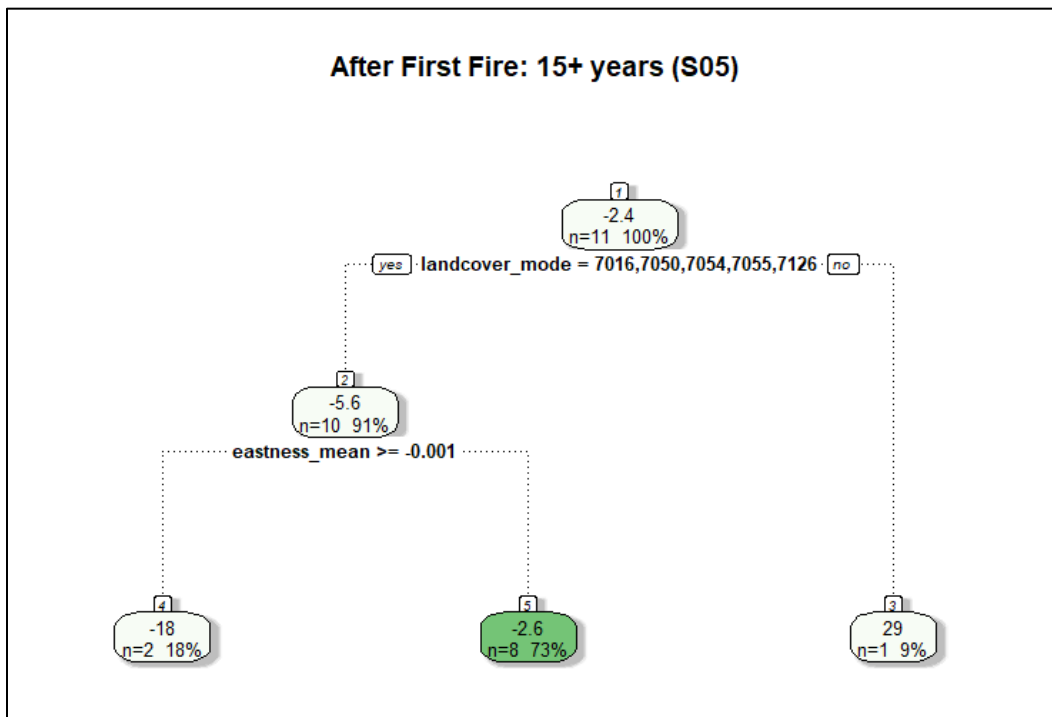 After First Fire: 15+ years (S05)
1
-2.4
n=11 100%
yes landcover_mode = 7016,7050,7054,7055,7126 no
2
-5.6
n=10 91%
eastness_mean >= -0.001
4
-18
n=2 18%
5
-2.6
n=8 73%
3
29
n=1 9%